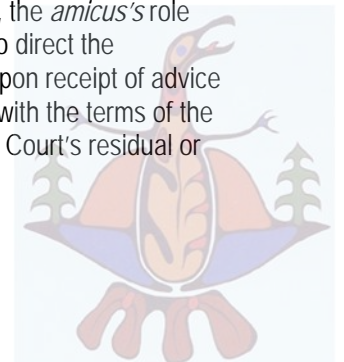 , the amicus's role
o direct the
pon receipt of advice
with the terms of the
Court's residual or